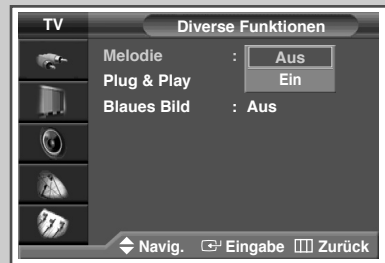 TV Diverse Funktionen
Melodie : Aus
Plug & Play Ein
Blaues Bild : Aus
Navig. Eingabe Zurück